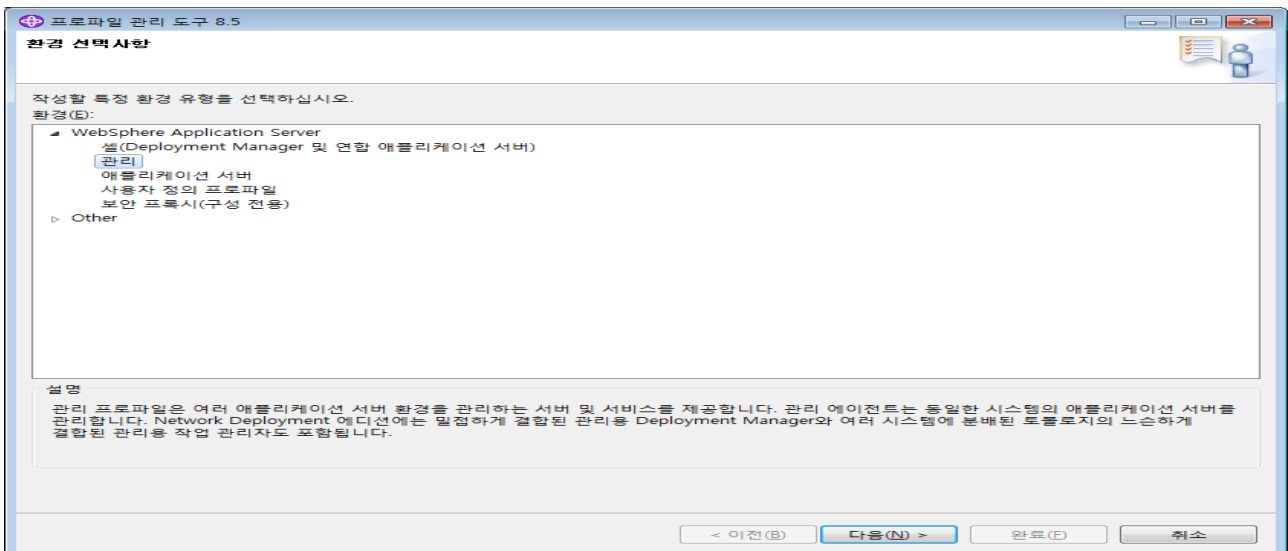 프로파일 관리 도구 8.5
환경 선택사항
작성할 특정 환경 유형을 선택하십시오.
환경(E):
WebSphere Application Server
셀(Deployment Manager 및 연합 애플리케이션 서버)
관리
애플리케이션 서버
사용자 정의 프로파일
보안 프록시(구성 전용)
Other
설명
관리 프로파일은 여러 애플리케이션 서버 환경을 관리하는 서버 및 서비스를 제공합니다. 관리 에이전트는 동일한 시스템의 애플리케이션 서버를
관리합니다. Network Deployment 에디션에는 밀접하게 결합된 관리용 Deployment Manager와 여러 시스템에 분배된 토폴로지의 느슨하게
결합된 관리용 작업 관리자도 포함됩니다.
< 이전(B) 다음(N) > 완료(F) 취소